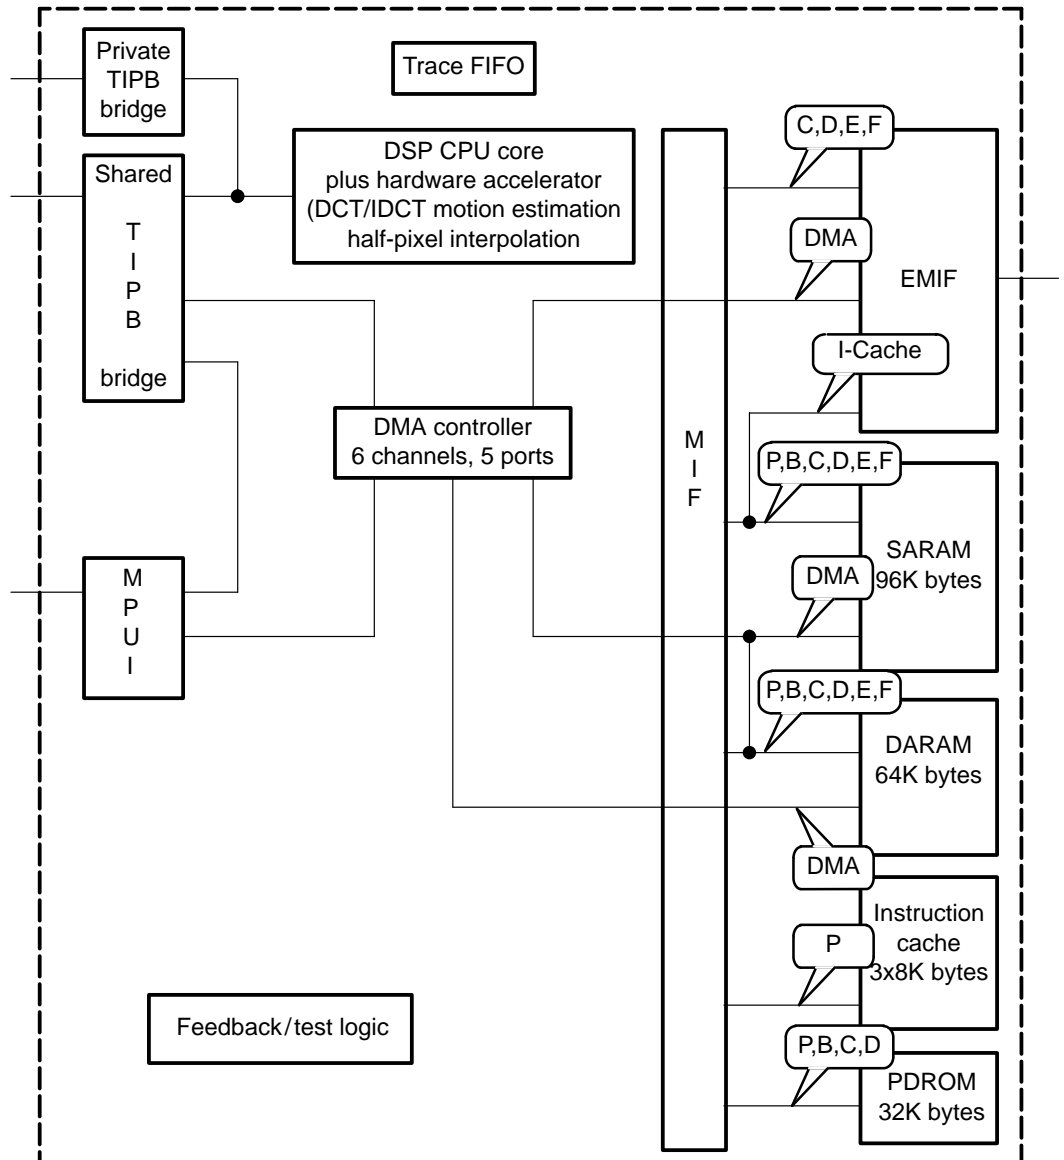 Private
TIPB
bridge
Trace FIFO
Shared
T
I
P
B
bridge
DSP CPU core
plus hardware accelerator
(DCT/IDCT motion estimation
half-pixel interpolation
DMA controller
6 channels, 5 ports
M
P
U
I
Feedback/test logic
M
I
F
C,D,E,F
DMA
EMIF
I-Cache
P,B,C,D,E,F
SARAM
96K bytes
DMA
P,B,C,D,E,F
DARAM
64K bytes
DMA
Instruction
cache
3x8K bytes
P
P,B,C,D
PDROM
32K bytes